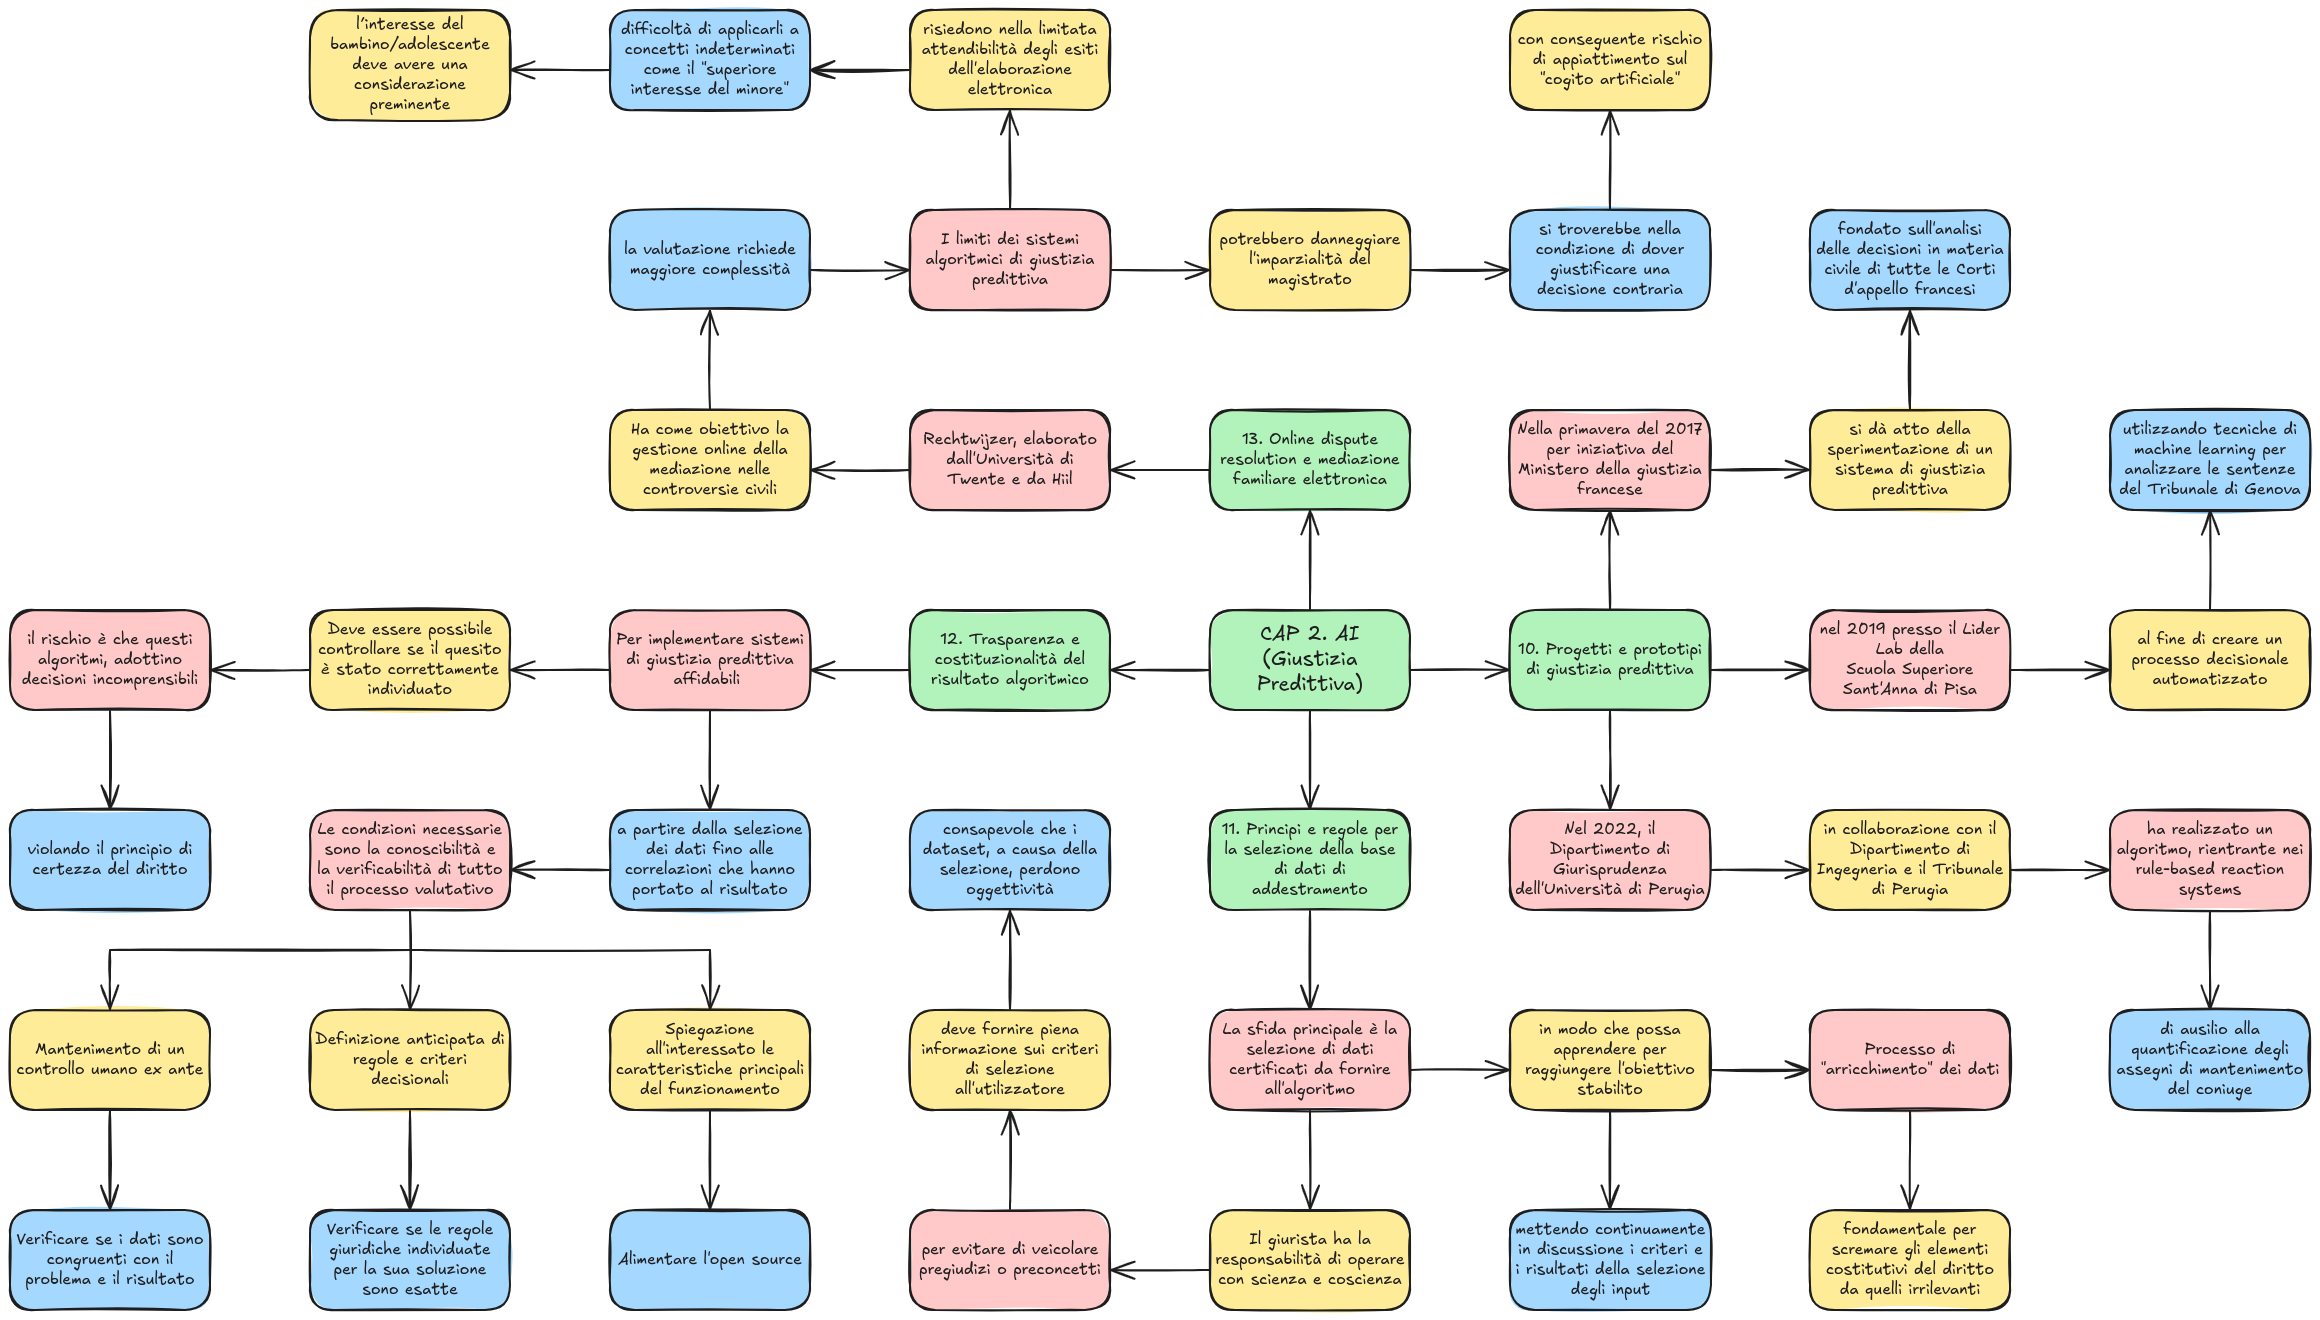 l'interesse del
bambino/adolescente
deve avere una
considerazione
preminente
difficoltà di applicarli a
concetti indeterminati
come il "superiore
interesse del minore"
risiedono nella limitata
attendibilità degli esiti
dell'elaborazione
elettronica
con conseguente rischio
di appiattimento sul
"cogito artificiale"
la valutazione richiede
maggiore complessità
I limiti dei sistemi
algoritmici di giustizia
predittiva
potrebbero danneggiare
l'imparzialità del
magistrato
si troverebbe nella
condizione di dover
giustificare una
decisione contraria
fondato sull'analisi
delle decisioni in materia
civile di tutte le Corti
d'appello francesi
Ha come obiettivo la
gestione online della
mediazione nelle
controversie civili
Rechtwijzer, elaborato
dall'Università di
Twente e da Hiil
13. Online dispute
resolution e mediazione
familiare elettronica
Nella primavera del 2017
per iniziativa del
Ministero della giustizia
francese
si dà atto della
sperimentazione di un
sistema di giustizia
predittiva
utilizzando tecniche di
machine learning per
analizzare le sentenze
del Tribunale di Genova
il rischio è che questi
algoritmi, adottino
decisioni incomprensibili
Deve essere possibile
controllare se il quesito
è stato correttamente
individuato
Per implementare sistemi
di giustizia predittiva
affidabili
12. Trasparenza e
costituzionalità del
risultato algoritmico
CAP 2. AI
(Giustizia
Predittiva)
10. Progetti e prototipi
di giustizia predittiva
nel 2019 presso il Lider
Lab della
Scuola Superiore
Sant'Anna di Pisa
al fine di creare un
processo decisionale
automatizzato
violando il principio di
certezza del diritto
Le condizioni necessarie
sono la conoscibilità e
la verificabilità di tutto
il processo valutativo
a partire dalla selezione
dei dati fino alle
correlazioni che hanno
portato al risultato
consapevole che i
dataset, a causa della
selezione, perdono
oggettività
11. Principi e regole per
la selezione della base
di dati di
addestramento
Nel 2022, il
Dipartimento di
Giurisprudenza
dell'Università di Perugia
in collaborazione con il
Dipartimento di
Ingegneria e il Tribunale
di Perugia
ha realizzato un
algoritmo, rientrante nei
rule-based reaction
systems
Mantenimento di un
controllo umano ex ante
Definizione anticipata di
regole e criteri
decisionali
Spiegazione
all'interessato le
caratteristiche principali
del funzionamento
deve fornire piena
informazione sui criteri
di selezione
all'utilizzatore
La sfida principale è la
selezione di dati
certificati da fornire
all'algoritmo
in modo che possa
apprendere per
raggiungere l'obiettivo
stabilito
Processo di
"arricchimento" dei dati
di ausilio alla
quantificazione degli
assegni di mantenimento
del coniuge
Verificare se i dati sono
congruenti con il
problema e il risultato
Verificare se le regole
giuridiche individuate
per la sua soluzione
sono esatte
Alimentare l'open source
per evitare di veicolare
pregiudizi o preconcetti
Il giurista ha la
responsabilità di operare
con scienza e coscienza
mettendo continuamente
in discussione i criteri e
i risultati della selezione
degli input
fondamentale per
scremare gli elementi
costitutivi del diritto
da quelli irrilevanti